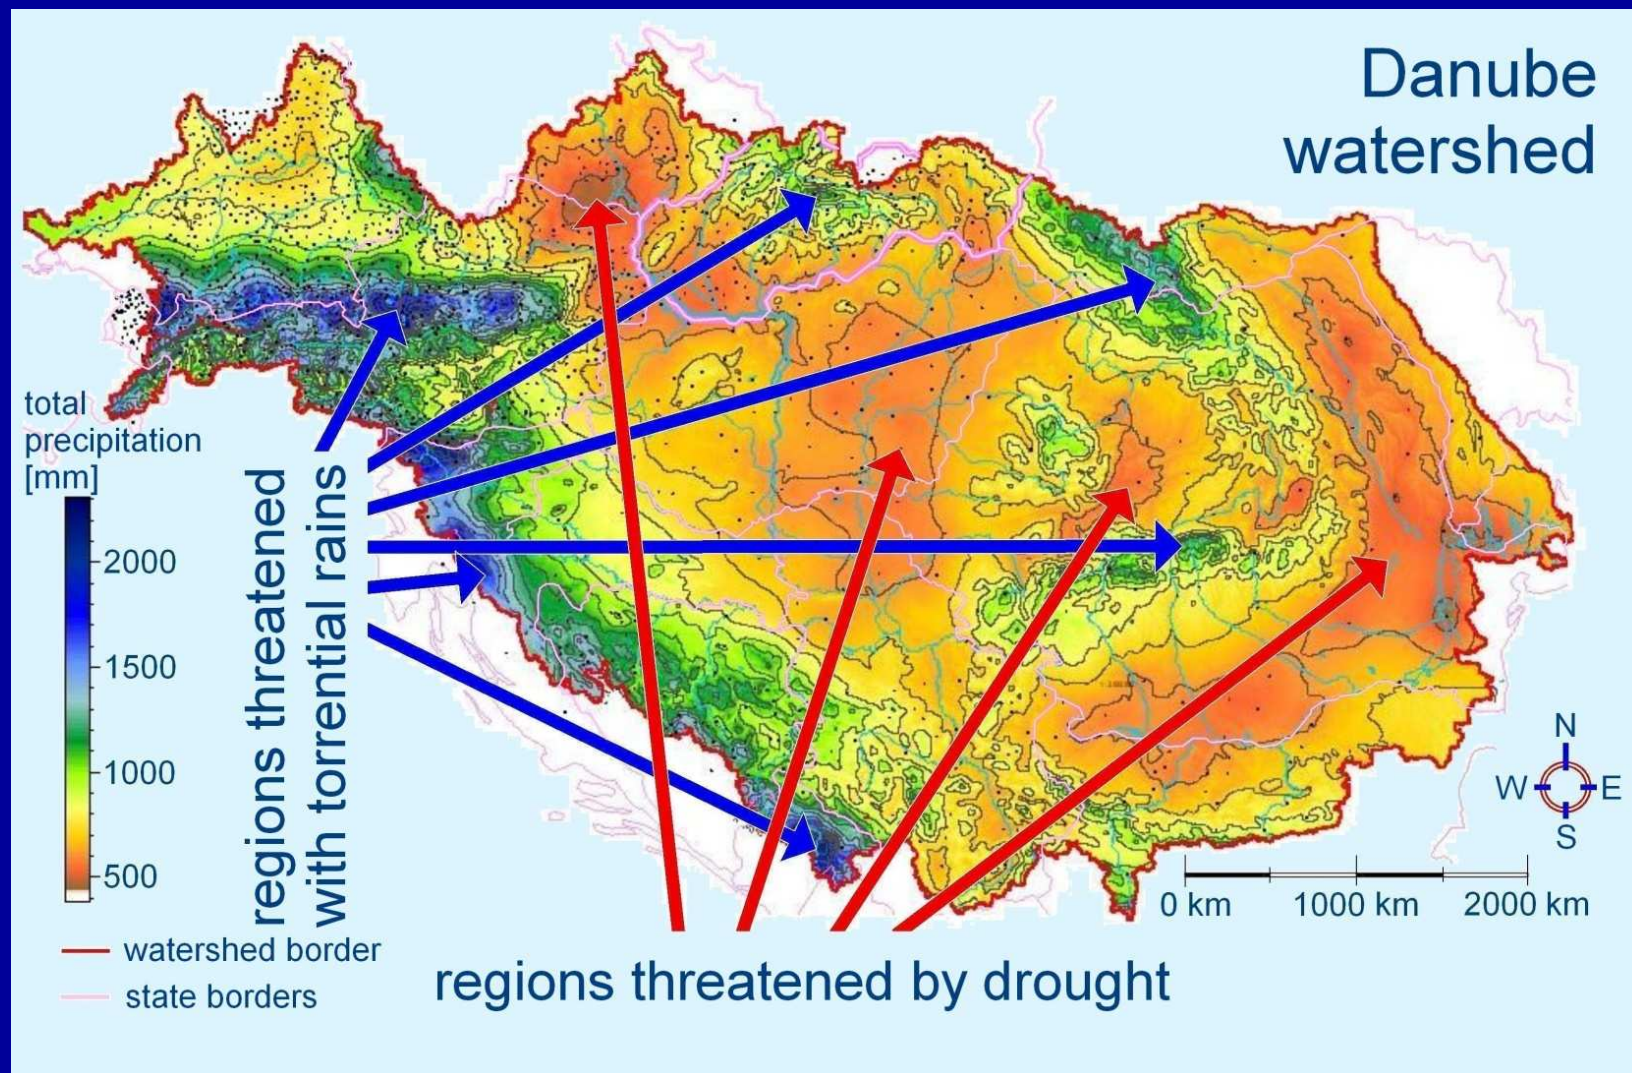 Danube
watershed
total
precipitation
[mm]
2000
1500
1000
500
regions threatened
with torrential rains
watershed border
state borders
regions threatened by drought
N
W
E
S
0 km
1000 km
2000 km